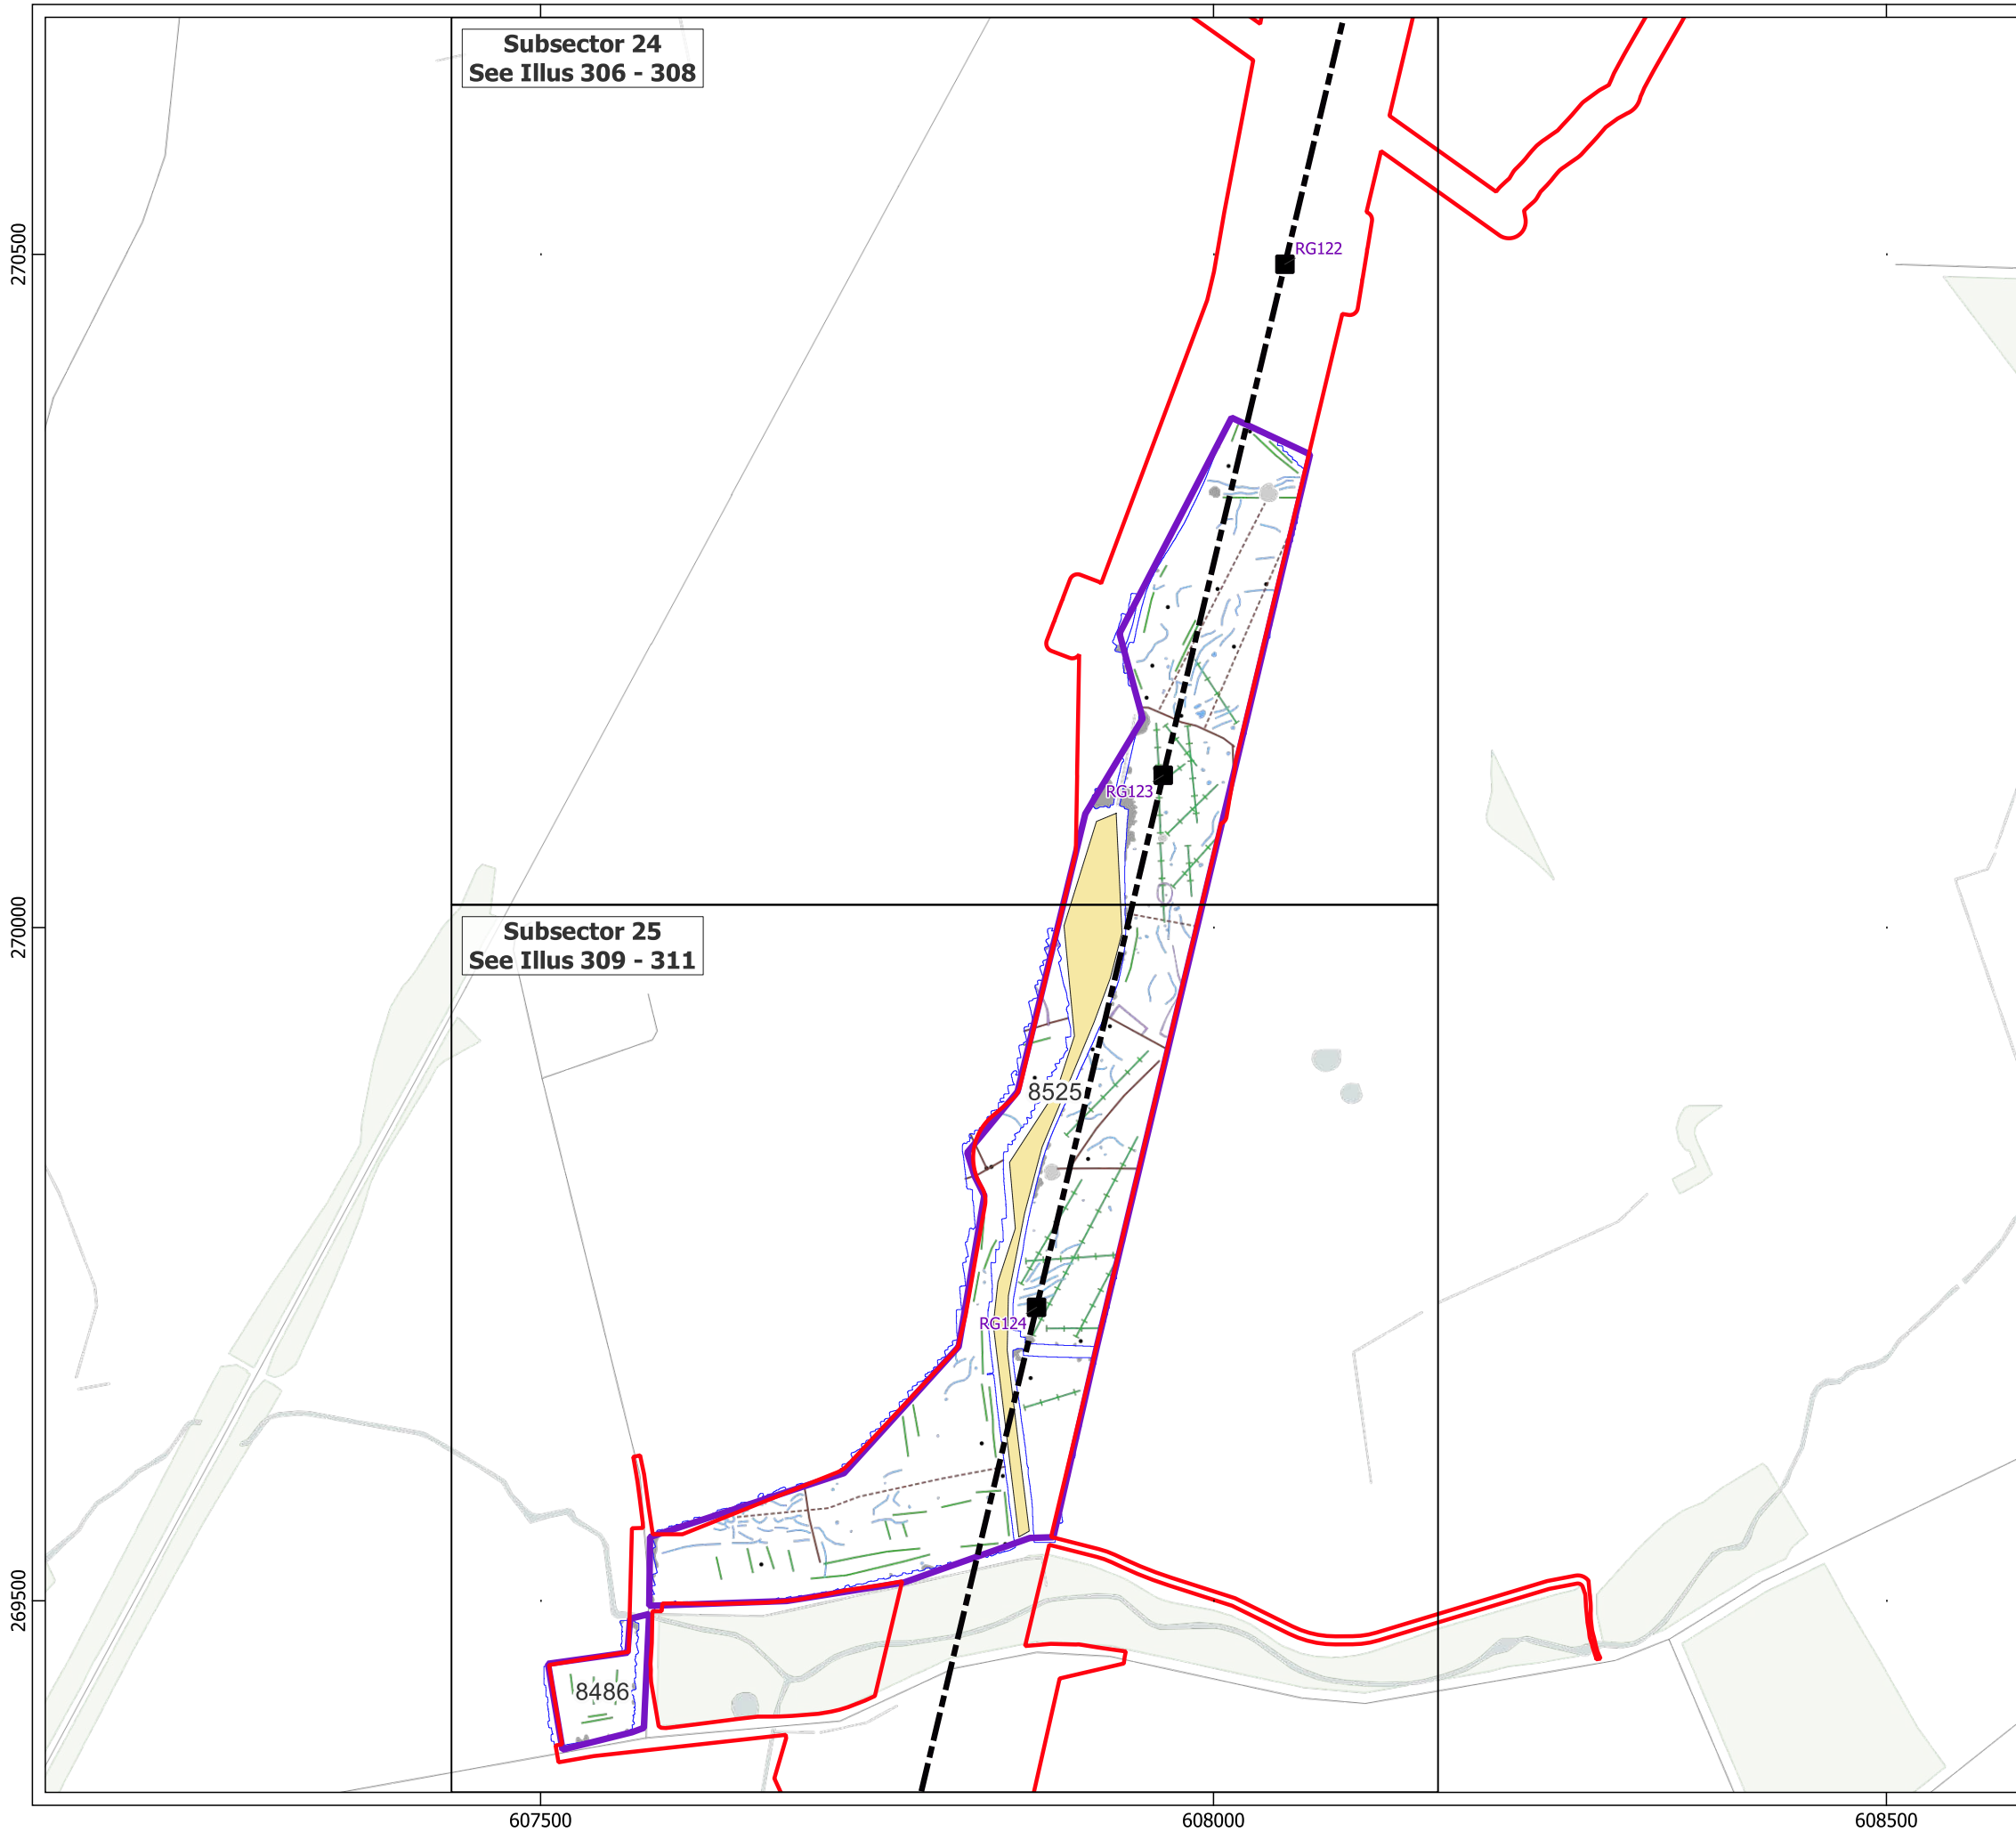 Subsector 24
See Illus 306 - 308
RG122
270500
RG123
270000
Subsector 25
See Illus 309 - 311
8525
RG124
269500
8486
607500
608000
608500